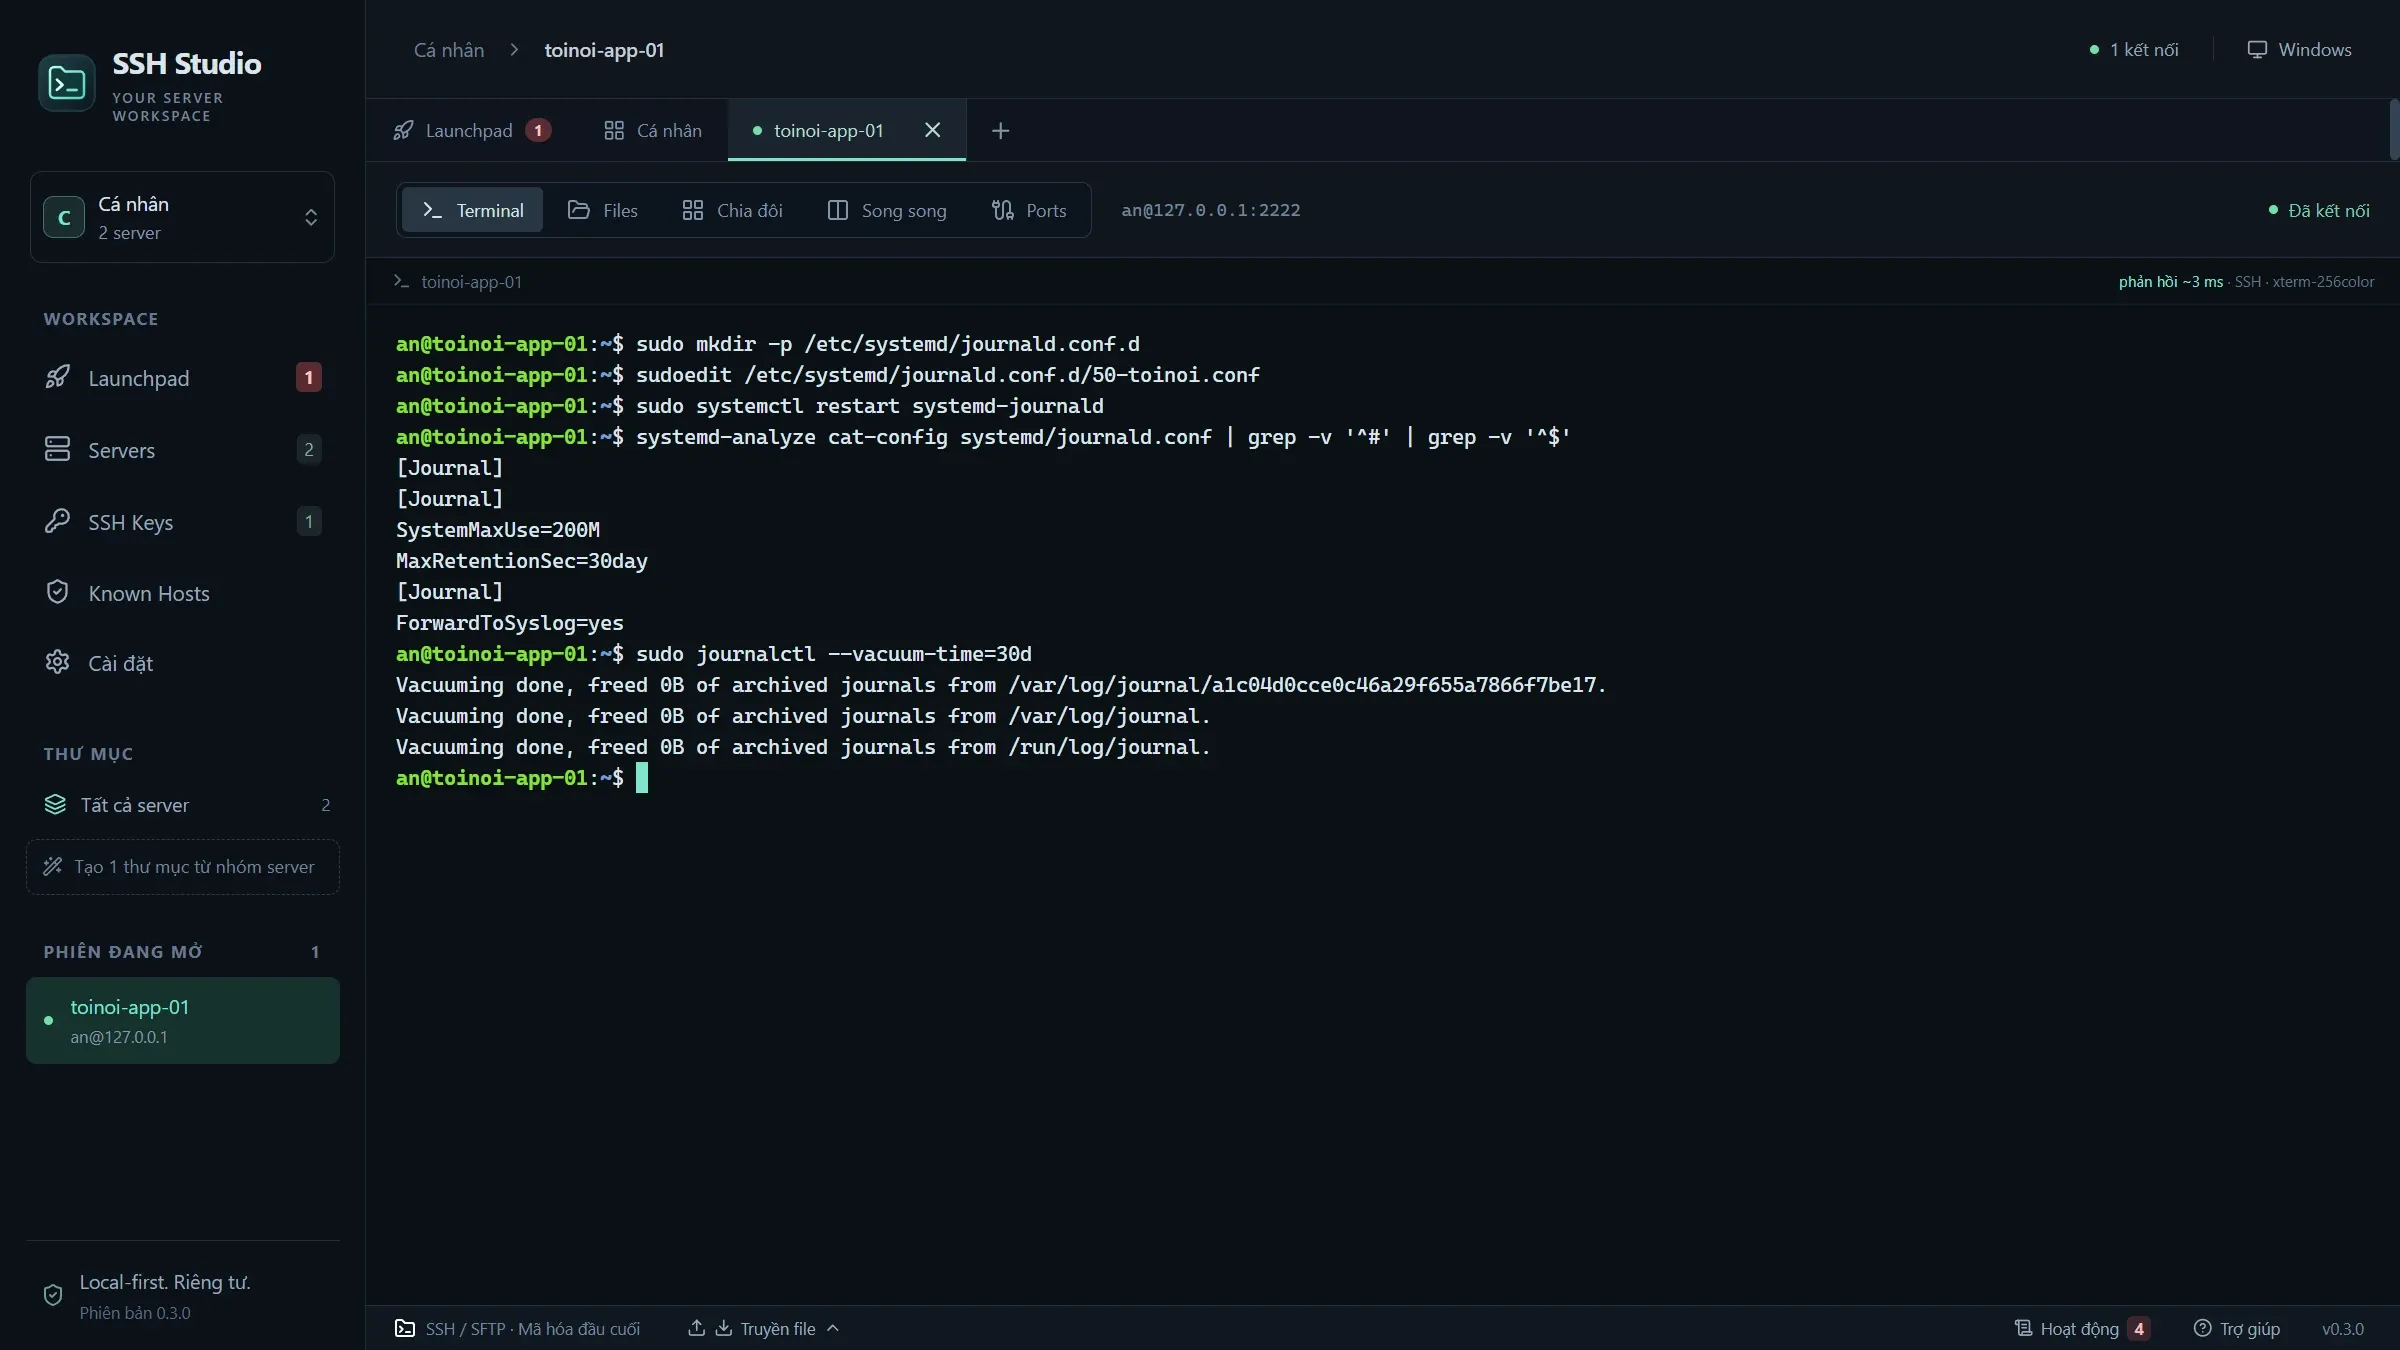 SSH Studio
YOUR SERVER
WORKSPACE
C
Cá nhân
2 server
WORKSPACE
Launchpad 1
Servers 2
SSH Keys 1
Known Hosts
Cài đặt
THƯ MỤC
Tất cả server 2
Tạo 1 thư mục từ nhóm server
PHIÊN ĐANG MỞ 1
toinoi-app-01
an@127.0.0.1
Local-first. Riêng tư.
Phiên bản 0.3.0
Cá nhân > toinoi-app-01
1 kết nối
Windows
Launchpad 1
Cá nhân
toinoi-app-01
Terminal
Files
Chia đôi
Song song
Ports
an@127.0.0.1:2222
Đã kết nối
toinoi-app-01
phản hồi ~3 ms · SSH · xterm-256color
an@toinoi-app-01:~$ sudo mkdir -p /etc/systemd/journald.conf.d
an@toinoi-app-01:~$ sudoedit /etc/systemd/journald.conf.d/50-toinoi.conf
an@toinoi-app-01:~$ sudo systemctl restart systemd-journald
an@toinoi-app-01:~$ systemd-analyze cat-config systemd/journald.conf | grep -v '^#' | grep -v '^$'
[Journal]
[Journal]
SystemMaxUse=200M
MaxRetentionSec=30day
[Journal]
ForwardToSyslog=yes
an@toinoi-app-01:~$ sudo journalctl --vacuum-time=30d
Vacuuming done, freed 0B of archived journals from /var/log/journal/a1c04d0cce0c46a29f655a7866f7be17.
Vacuuming done, freed 0B of archived journals from /var/log/journal.
Vacuuming done, freed 0B of archived journals from /run/log/journal.
an@toinoi-app-01:~$
SSH / SFTP · Mã hóa đầu cuối
Truyền file
Hoạt động 4
Trợ giúp
v0.3.0